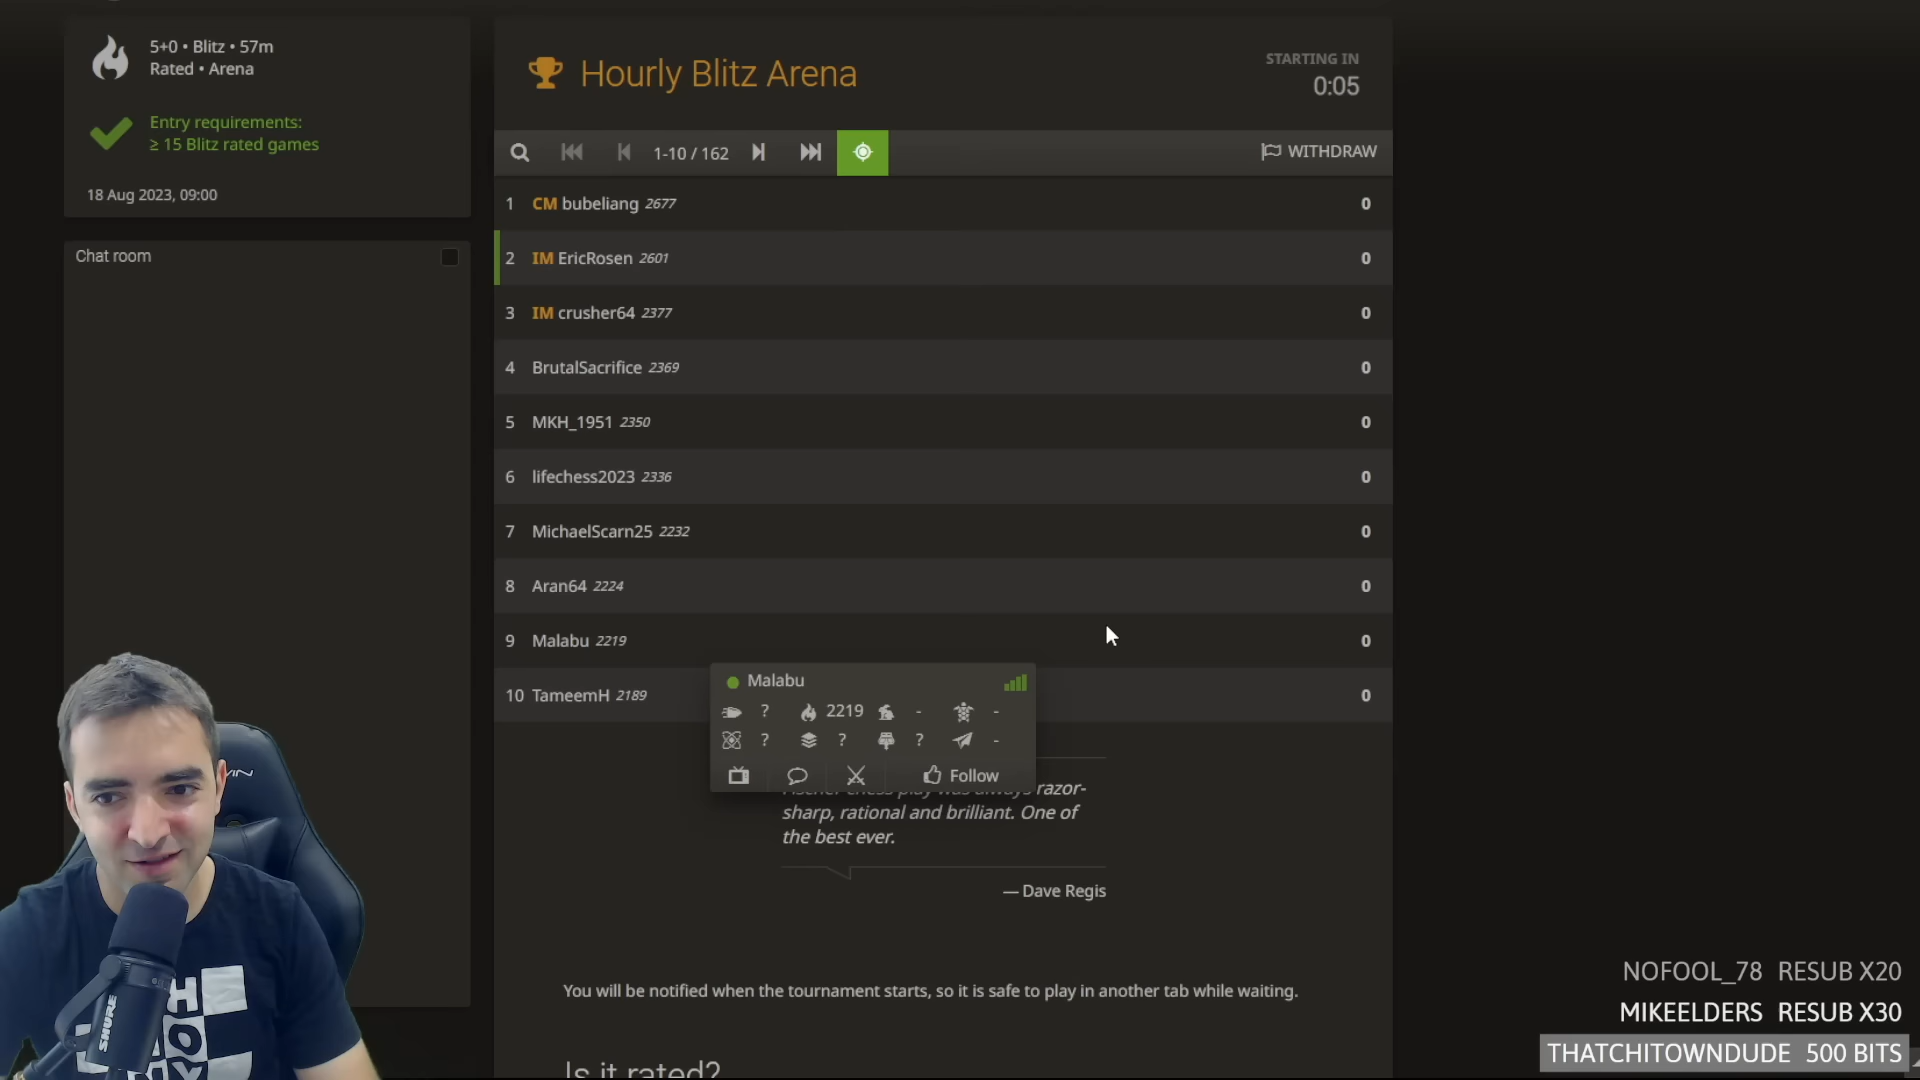 5+0 • Blitz • 57m
Rated • Arena
Entry requirements:
≥ 15 Blitz rated games
18 Aug 2023, 09:00
Chat room
Hourly Blitz Arena
STARTING IN
0:05
1-10 / 162
WITHDRAW
1 CM bubeliang 2677 0
2 IM EricRosen 2601 0
3 IM crusher64 2377 0
4 BrutalSacrifice 2369 0
5 MKH_1951 2350 0
6 lifechess2023 2336 0
7 MichaelScarn25 2232 0
8 Aran64 2224 0
9 Malabu 2219 0
10 TameemH 2189 0
Malabu
? 2219 - -
? ? ? -
Follow
Fischer chess play was always razor-
sharp, rational and brilliant. One of
the best ever.
— Dave Regis
You will be notified when the tournament starts, so it is safe to play in another tab while waiting.
Is it rated?
SHURE
NOFOOL_78 RESUB X20
MIKEELDERS RESUB X30
THATCHITOWNDUDE 500 BITS